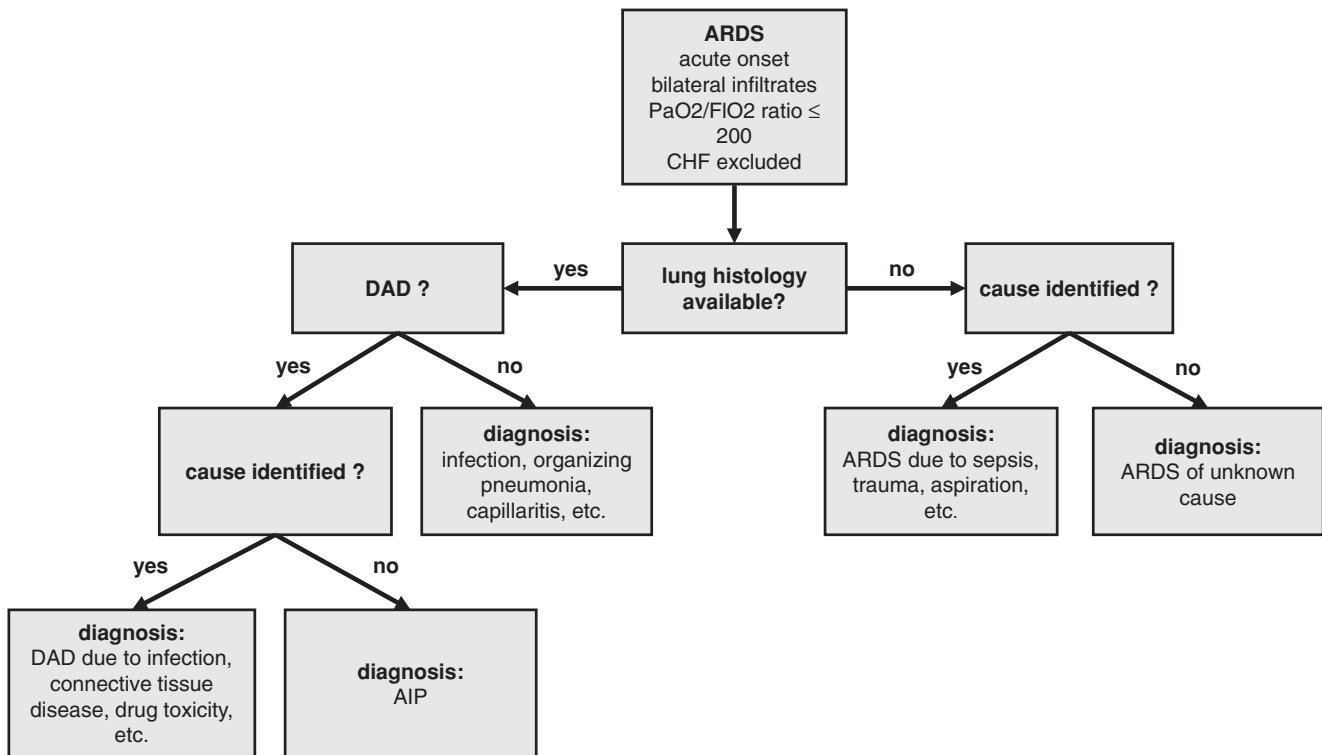 ARDS
acute onset
bilateral infiltrates
PaO2/FIO2 ratio ≤
200
CHF excluded
DAD ?
yes
lung histology
available?
no
cause identified ?
yes
no
yes
no
cause identified ?
diagnosis:
infection, organizing
pneumonia,
capillaritis, etc.
diagnosis:
ARDS due to sepsis,
trauma, aspiration,
etc.
diagnosis:
ARDS of unknown
cause
yes
no
diagnosis:
DAD due to infection,
connective tissue
disease, drug toxicity,
etc.
diagnosis:
AIP